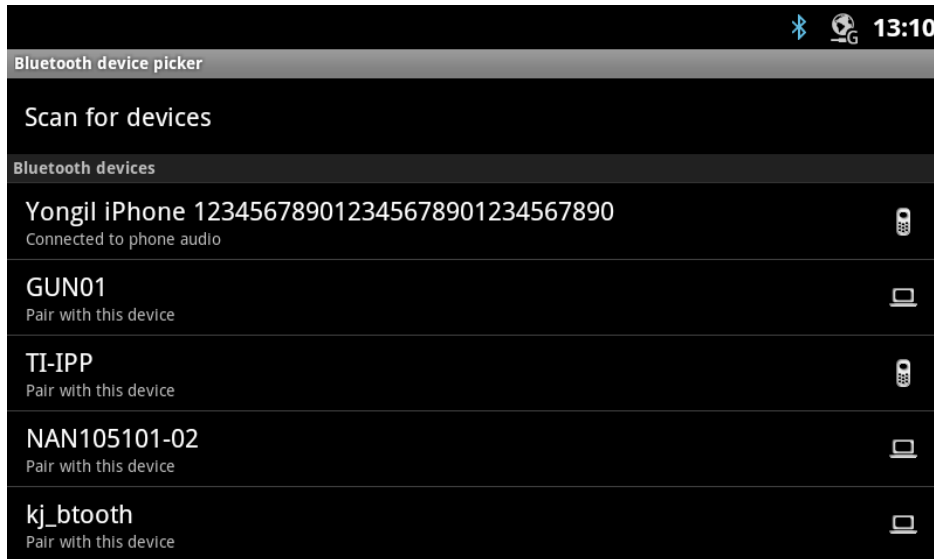 G 13:10
Bluetooth device picker
Scan for devices
Bluetooth devices
Yongil iPhone 123456789012345678901234567890
Connected to phone audio
GUN01
Pair with this device
TI-IPP
Pair with this device
NAN105101-02
Pair with this device
kj_btooth
Pair with this device